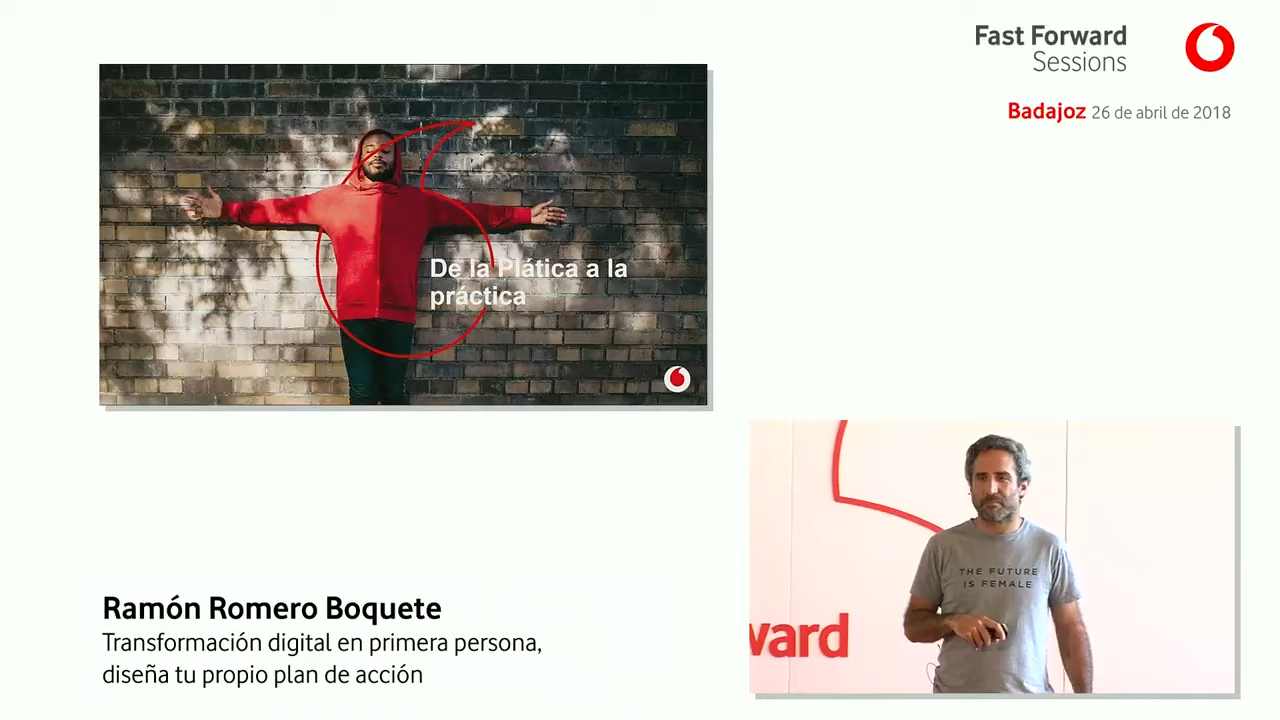 Fast Forward
Sessions
Badajoz 26 de abril de 2018
De la Plática a la
práctica
THE FUTURE
IS FEMALE
ward
Ramón Romero Boquete
Transformación digital en primera persona,
diseña tu propio plan de acción